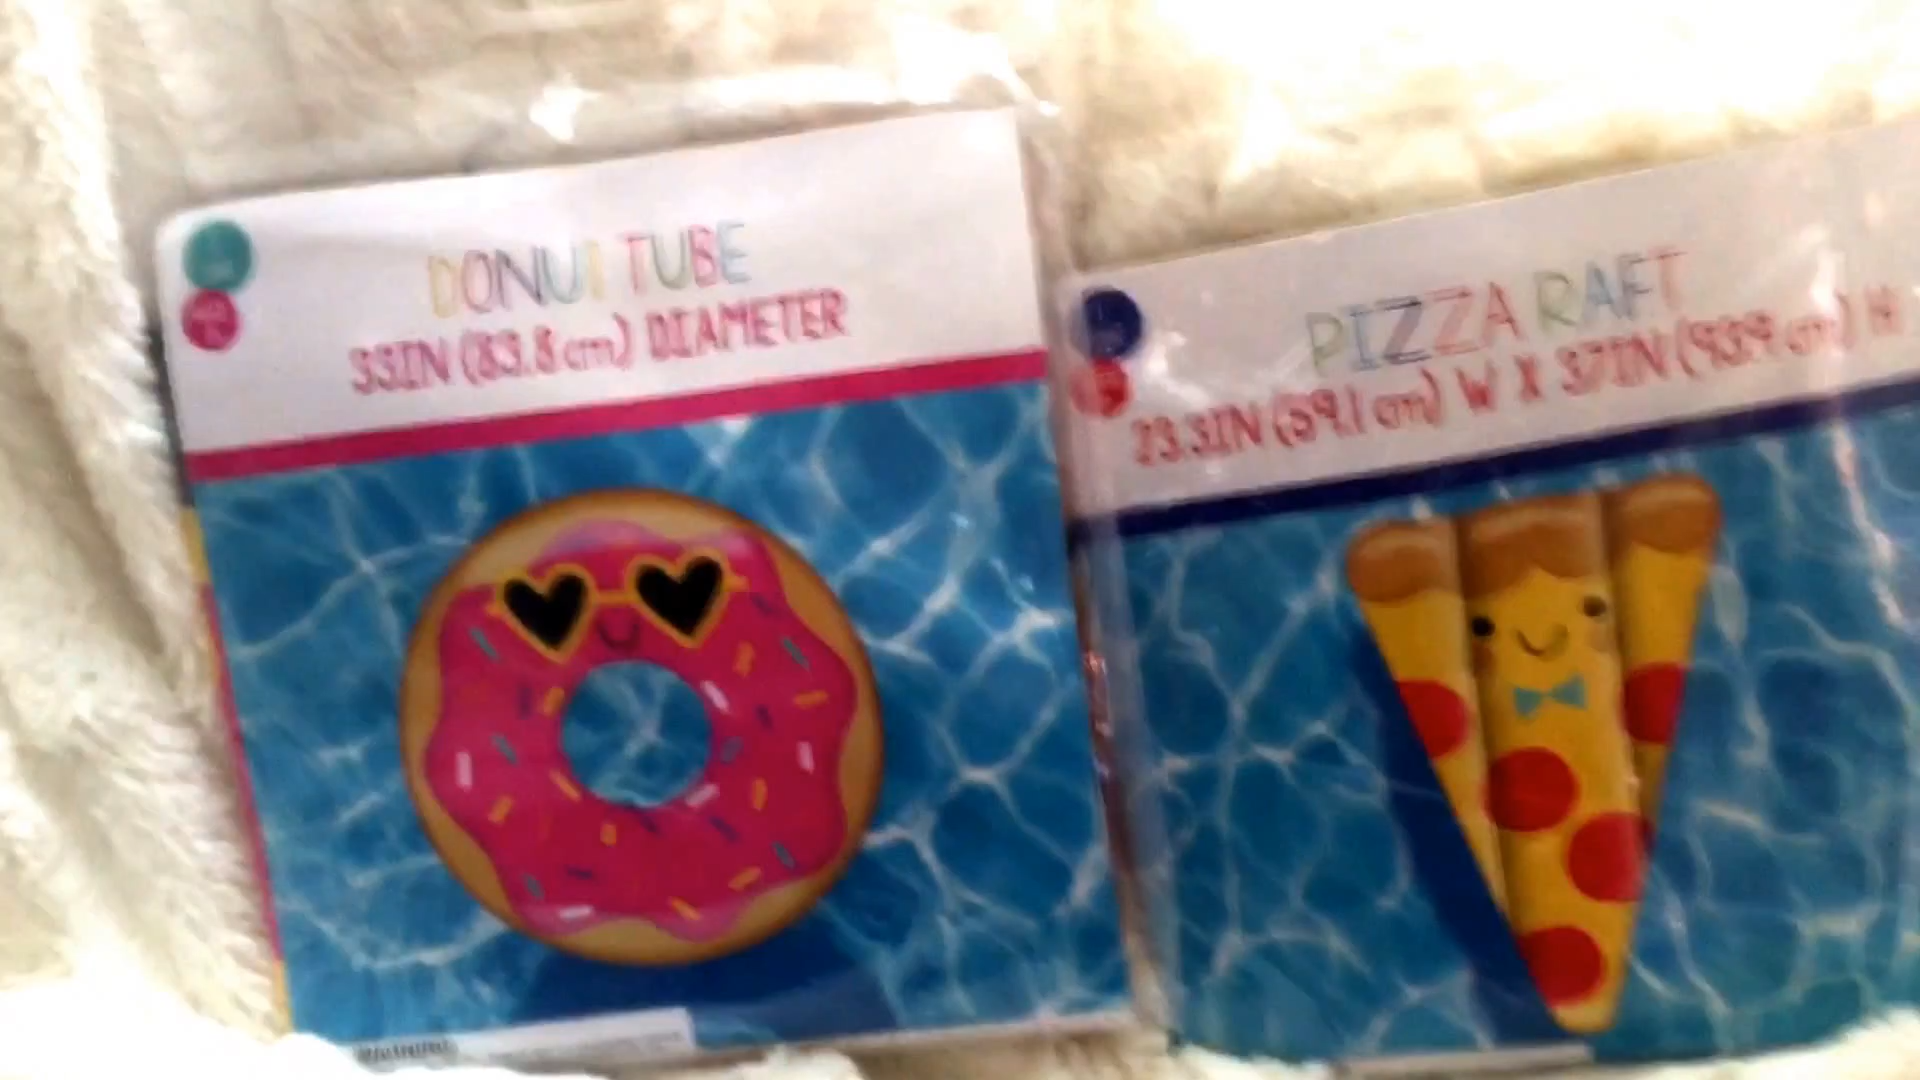 DONUT TUBE
33IN (83.8 cm) DIAMETER
PIZZA RAFT
23.3IN (59.1 cm) W X 37IN (93.9 cm) H